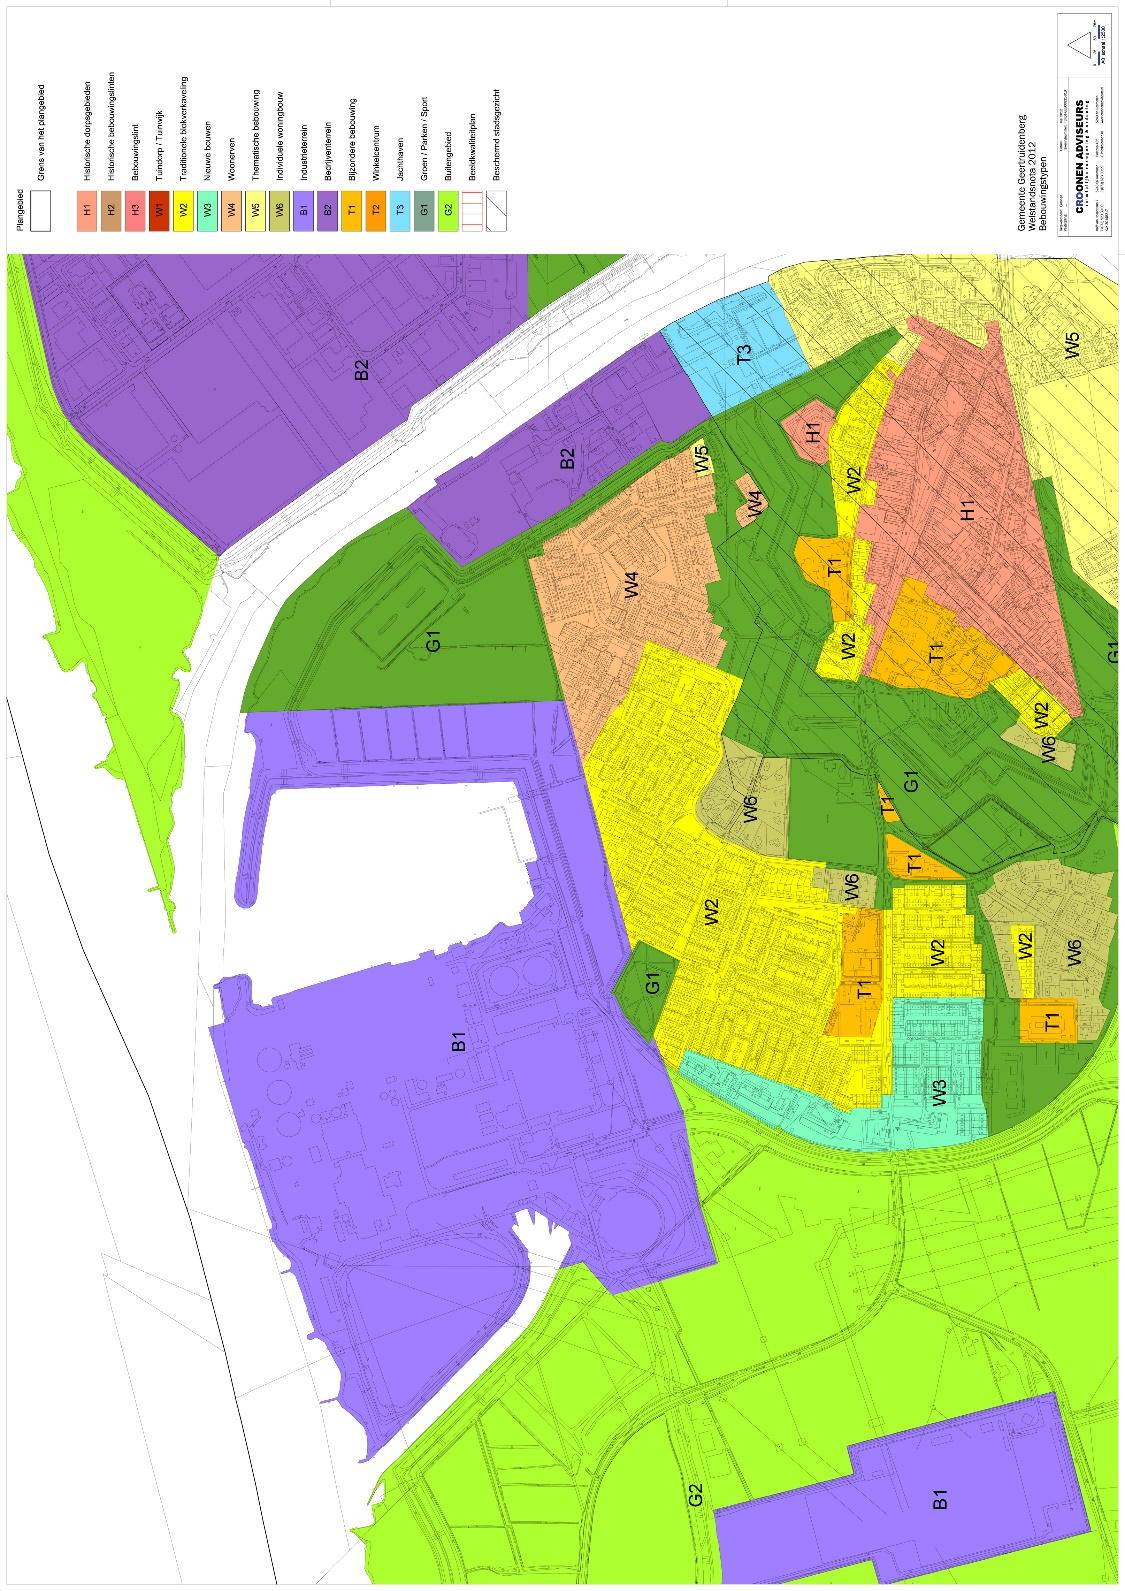 Plangebied
Grens van het plangebied
H1 Historische dorpsgebieden
H2 Historische bebouwingslinten
H3 Bebouwingslint
W1 Tuindorp / Tuinwijk
W2 Traditionele blokverkaveling
W3 Nieuwe bouwen
W4 Woonerven
W5 Thematische bebouwing
W6 Individuele woningbouw
B1 Industrieterrein
B2 Bedrijventerrein
T1 Bijzondere bebouwing
T2 Winkelcentrum
T3 Jachthaven
G1 Groen / Parken / Sport
G2 Buitengebied
Beeldkwaliteitplan
Beschermd stadsgezicht
Gemeente Geertruidenberg
Welstandsnota 2012
Bebouwingstypen
CROONEN ADVISEURS
B2
B2
T3
W5
H1
W2
H1
W5
W4
W4
T1
W2
T1
W2
W6
G1
G1
G1
W6
T1
T1
W6
W2
W2
W2
W6
T1
G1
T1
W3
B1
G2
B1